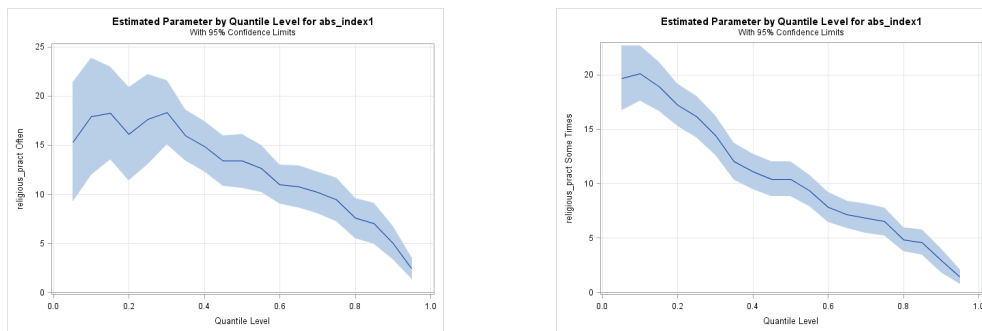 Estimated Parameter by Quantile Level for abs_index1
With 95% Confidence Limits
25
20
15
10
5
0
religious_pract Often
0.0 0.2 0.4 0.6 0.8 1.0
Quantile Level
Estimated Parameter by Quantile Level for abs_index1
With 95% Confidence Limits
20
15
10
5
0
religious_pract Some Times
0.0 0.2 0.4 0.6 0.8 1.0
Quantile Level